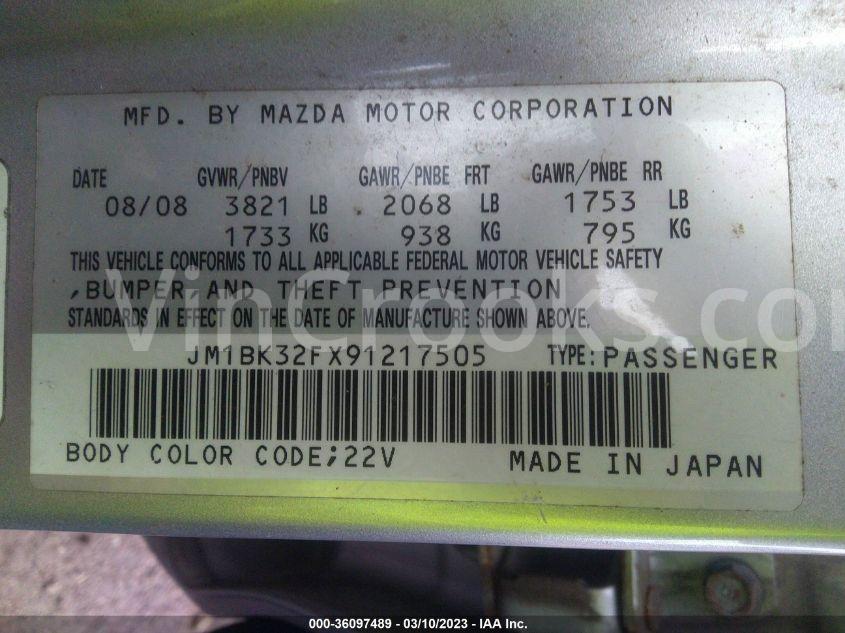 MFD. BY MAZDA MOTOR CORPORATION
DATE GVWR/PNBV GAWR/PNBE FRT GAWR/PNBE RR
08/08 3821 LB 2068 LB 1753 LB
1733 KG 938 KG 795 KG
THIS VEHICLE CONFORMS TO ALL APPLICABLE FEDERAL MOTOR VEHICLE SAFETY
,BUMPER AND THEFT PREVENTION
VinCrooks.com
STANDARDS IN EFFECT ON THE DATE OF MANUFACTURE SHOWN ABOVE.
JM1BK32FX91217505 TYPE:PASSENGER
BODY COLOR CODE;22V MADE IN JAPAN
000-36097489 - 03/10/2023 - IAA Inc.